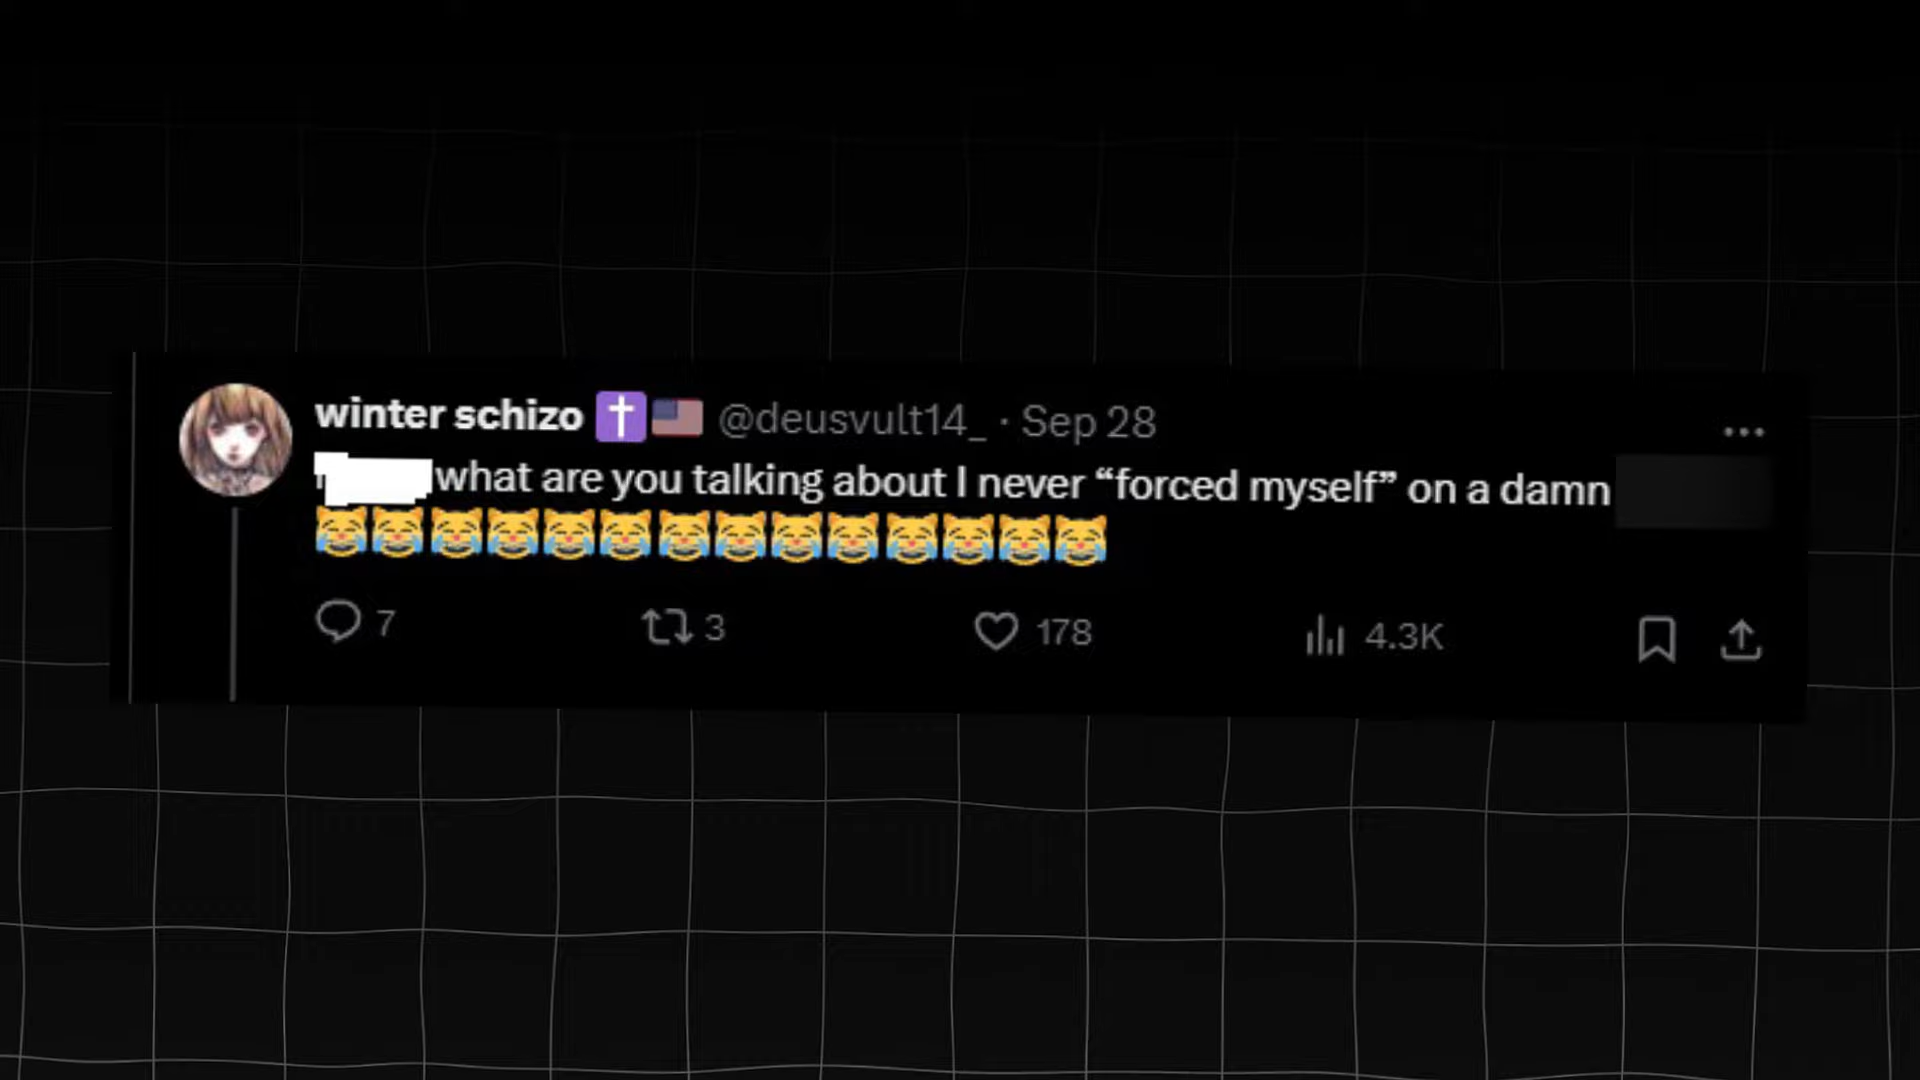 winter schizo ✝️🇺🇸 @deusvult14_ · Sep 28
what are you talking about I never “forced myself” on a damn
😹😹😹😹😹😹😹😹😹😹😹😹😹😹
7 3 178 4.3K